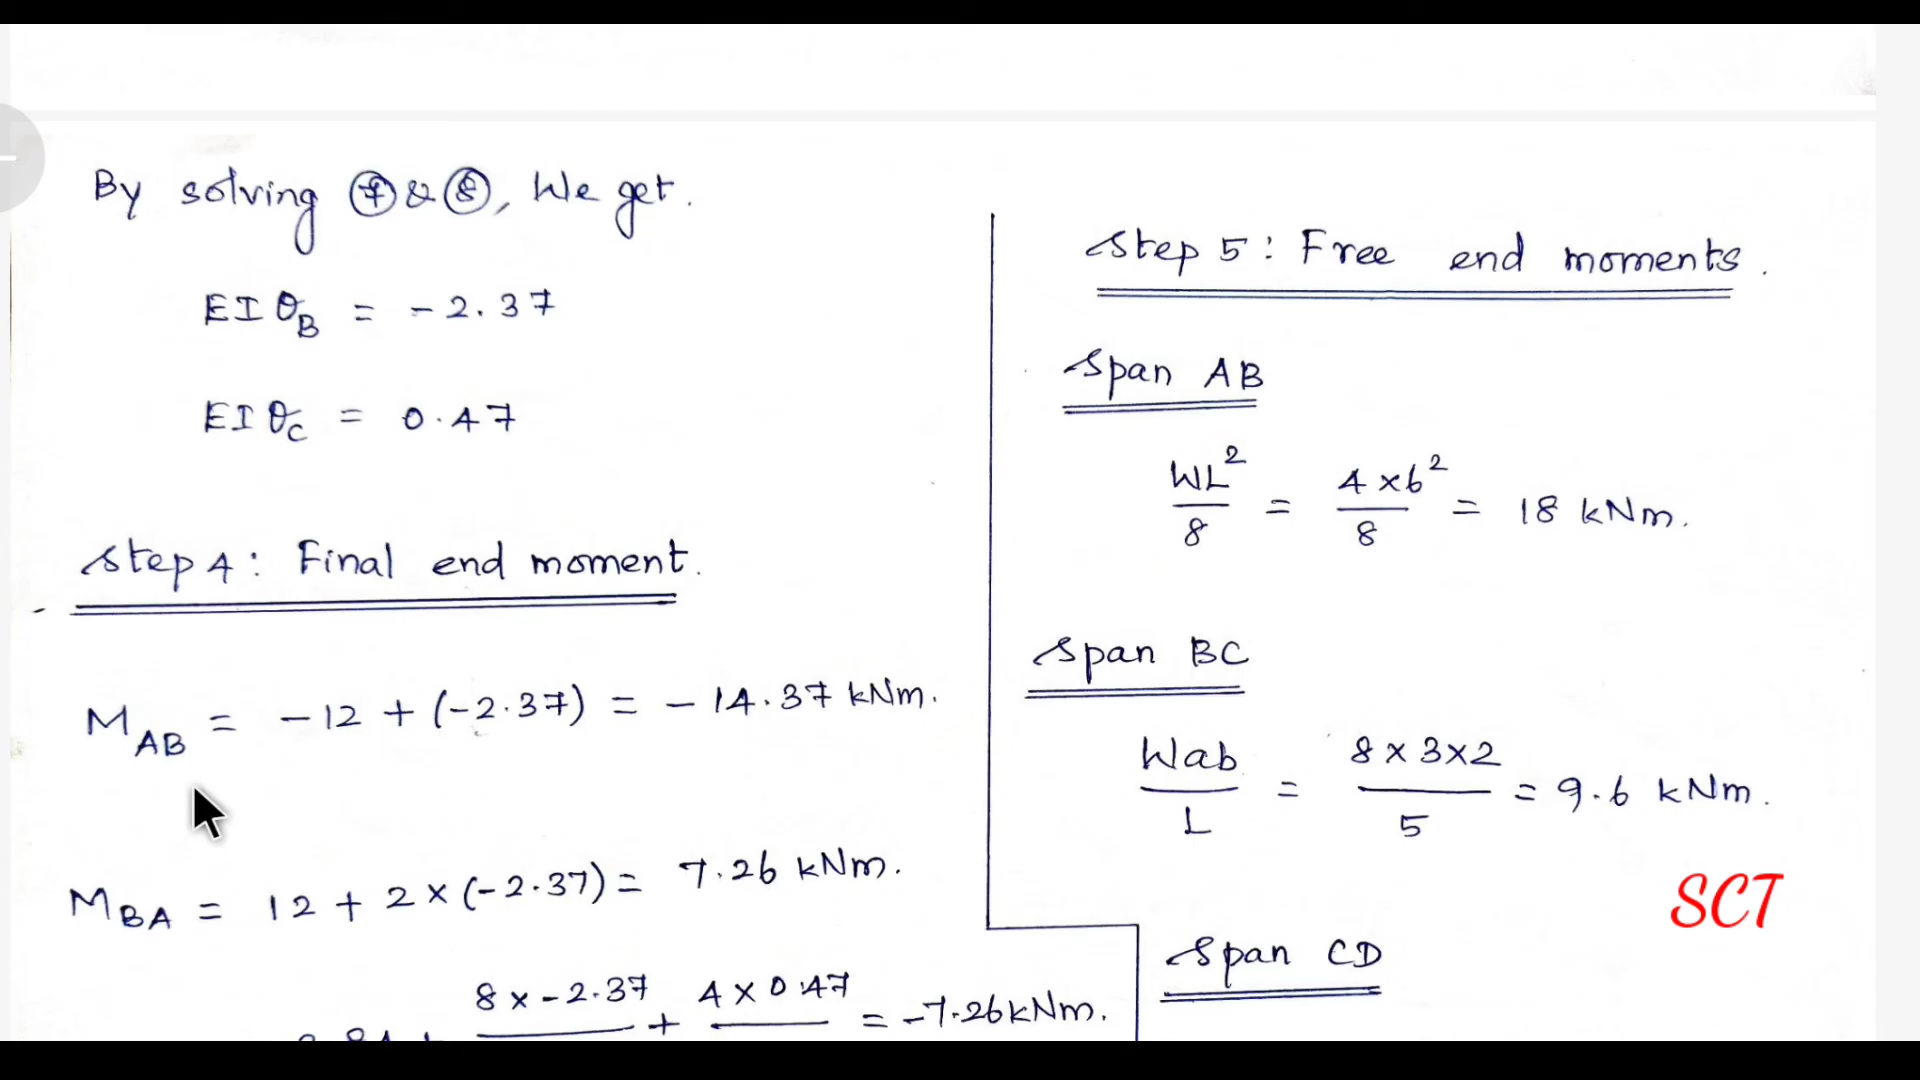 By solving ⑦ & ⑧, We get.
EIθB = -2.37
EIθC = 0.47
Step 4: Final end moment.
MAB = -12 + (-2.37) = -14.37 kNm.
MBA = 12 + 2 × (-2.37) = 7.26 kNm.
8 × -2.37 + 4 × 0.47 = -7.26 kNm.
Step 5: Free end moments.
Span AB
WL²/8 = 4×6²/8 = 18 kNm.
Span BC
Wab/L = 8×3×2/5 = 9.6 kNm.
SCT
Span CD